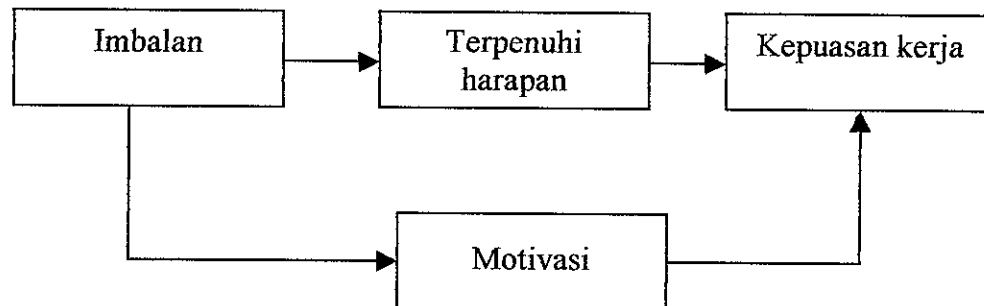 Imbalan
Terpenuhi
harapan
Kepuasan kerja
Motivasi